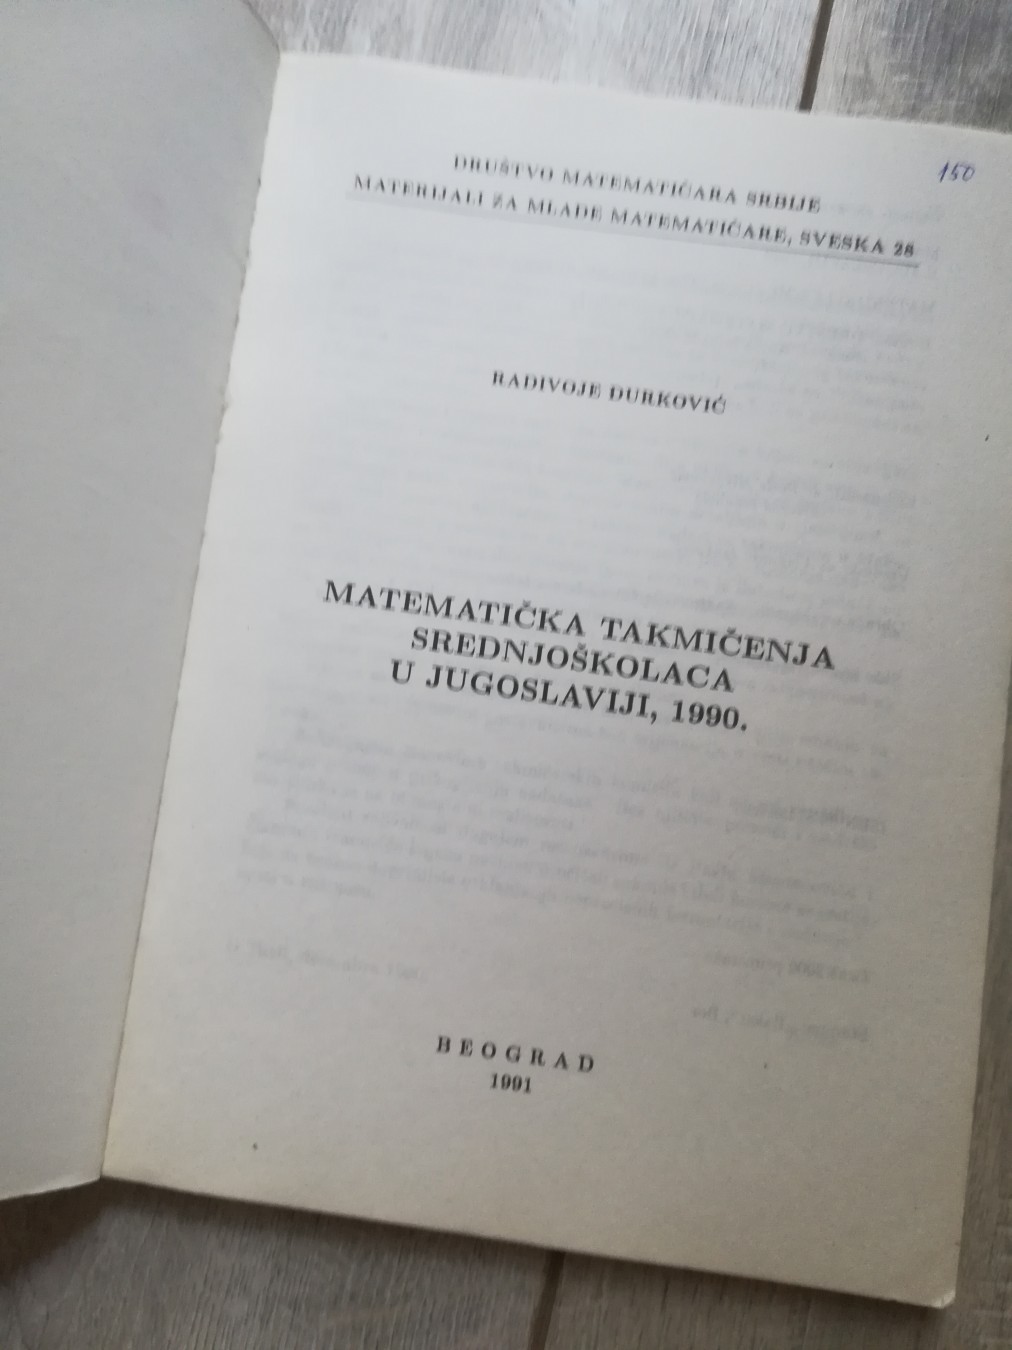 150
DRUŠTVO MATEMATIČARA SRBIJE
MATERIJALI ZA MLADE MATEMATIČARE, SVESKA 28
RADIVOJE ĐURKOVIĆ
MATEMATIČKA TAKMIČENJA
SREDNJOŠKOLACA
U JUGOSLAVIJI, 1990.
BEOGRAD
1991